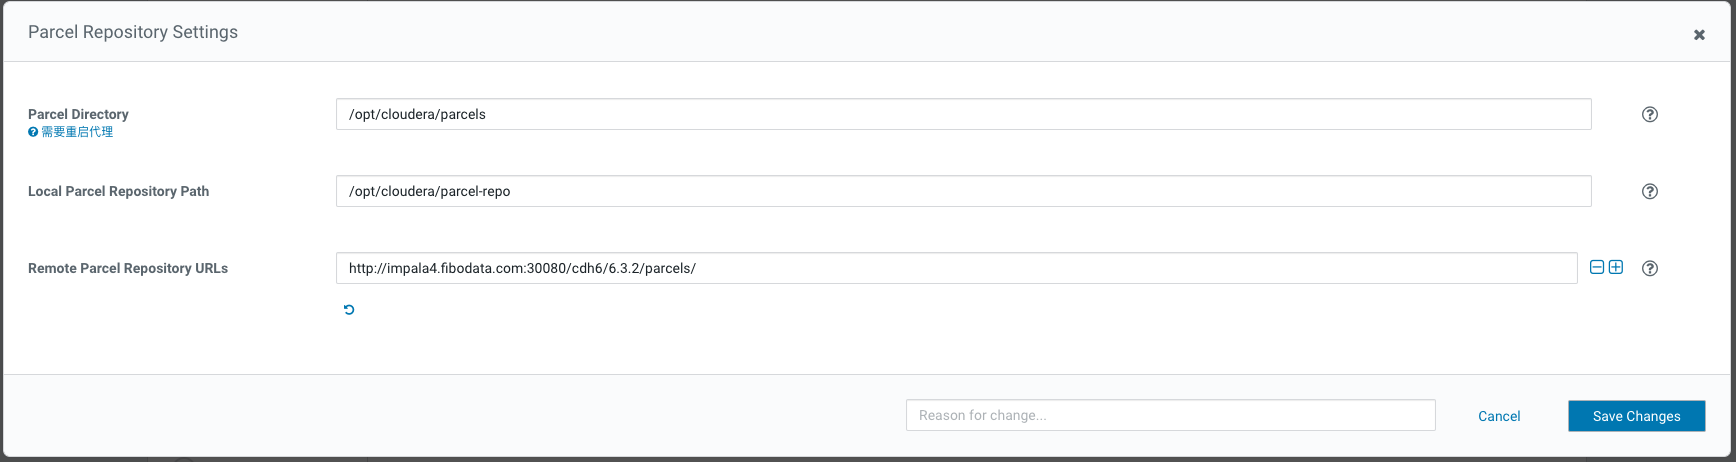 Parcel Repository Settings
Parcel Directory
/opt/cloudera/parcels
需要重启代理
Local Parcel Repository Path
/opt/cloudera/parcel-repo
Remote Parcel Repository URLs
http://impala4.fibodata.com:30080/cdh6/6.3.2/parcels/
Reason for change...
Cancel
Save Changes